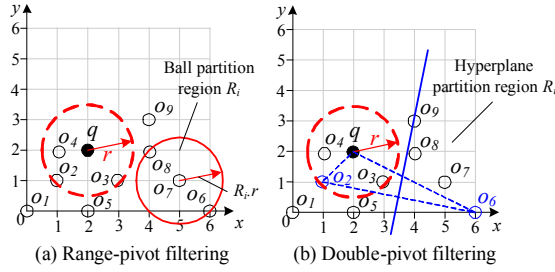 y
6
5
4
3
2
1
0
1 2 3 4 5 6 x
Ball partition
region Ri
q
r
Ri.r
o1
o2
o3
o4
o5
o6
o7
o8
o9
(a) Range-pivot filtering
y
6
5
4
3
2
1
0
1 2 3 4 5 6 x
Hyperplane
partition region Ri
q
r
o1
o2
o3
o4
o5
o6
o7
o8
o9
(b) Double-pivot filtering